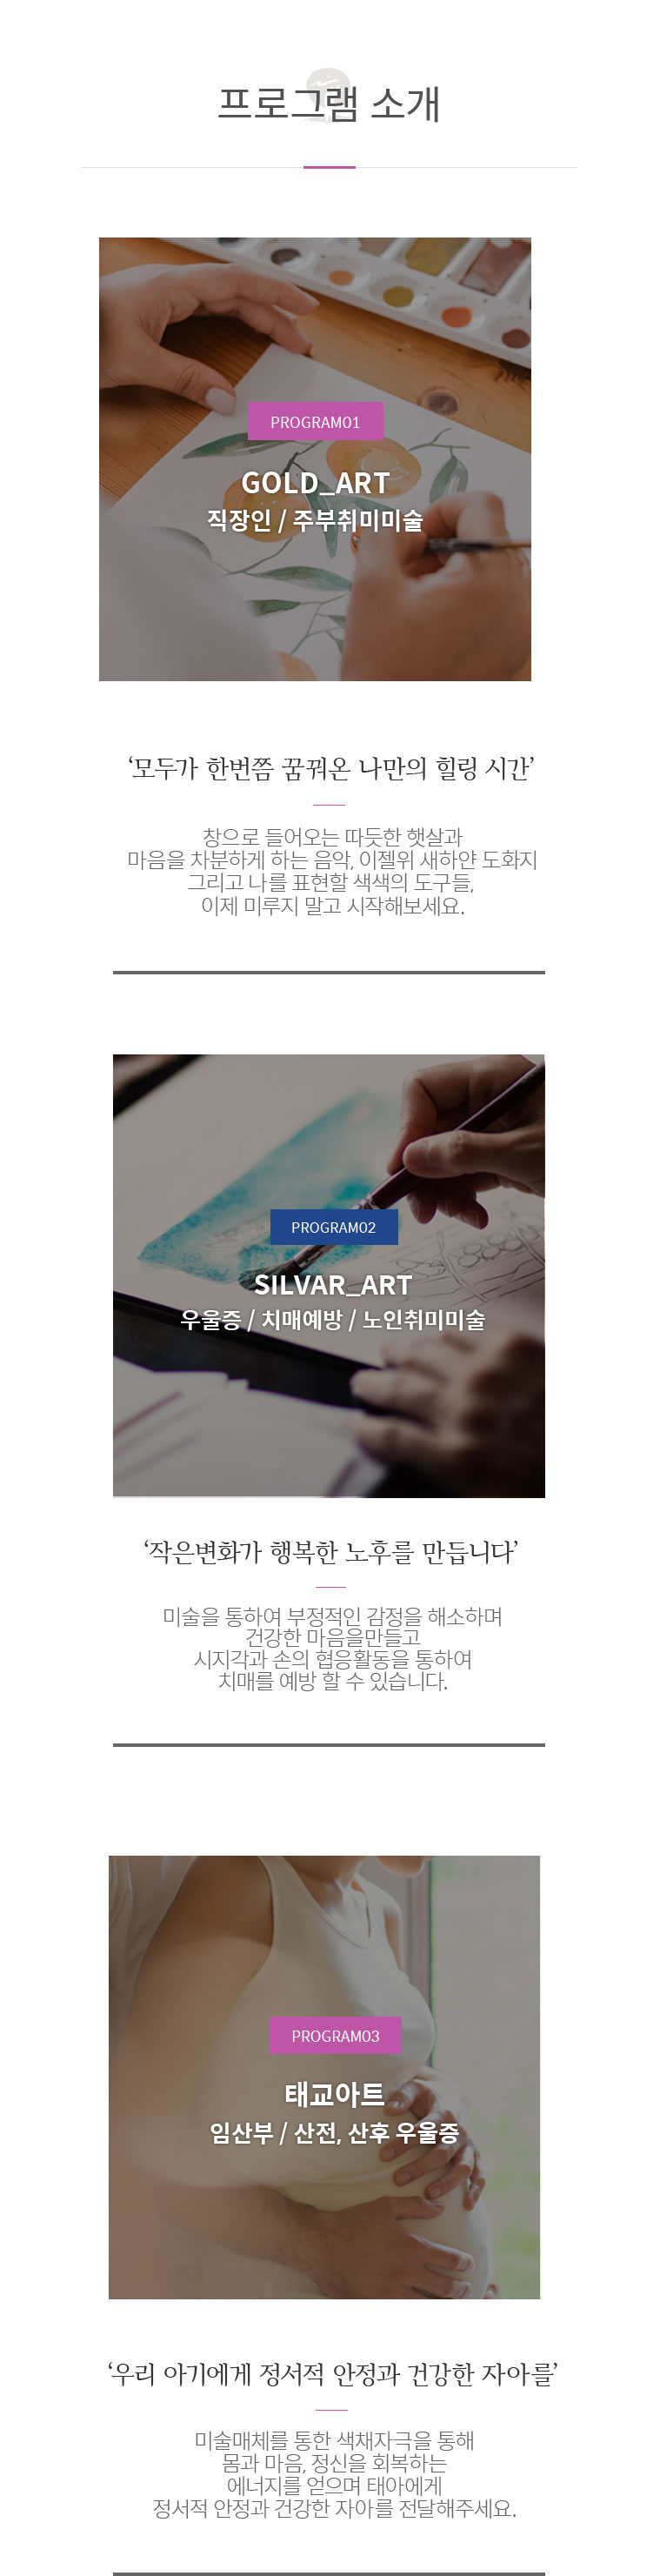 프로그램 소개
PROGRAM01
GOLD_ART
직장인 / 주부취미미술
‘모두가 한번쯤 꿈꿔온 나만의 힐링 시간’
창으로 들어오는 따듯한 햇살과
마음을 차분하게 하는 음악, 이젤위 새하얀 도화지
그리고 나를 표현할 색색의 도구들,
이제 미루지 말고 시작해보세요.
PROGRAM02
SILVAR_ART
우울증 / 치매예방 / 노인취미미술
‘작은변화가 행복한 노후를 만듭니다’
미술을 통하여 부정적인 감정을 해소하며
건강한 마음을만들고
시지각과 손의 협응활동을 통하여
치매를 예방 할 수 있습니다.
PROGRAM03
태교아트
임산부 / 산전, 산후 우울증
‘우리 아기에게 정서적 안정과 건강한 자아를’
미술매체를 통한 색채자극을 통해
몸과 마음, 정신을 회복하는
에너지를 얻으며 태아에게
정서적 안정과 건강한 자아를 전달해주세요.